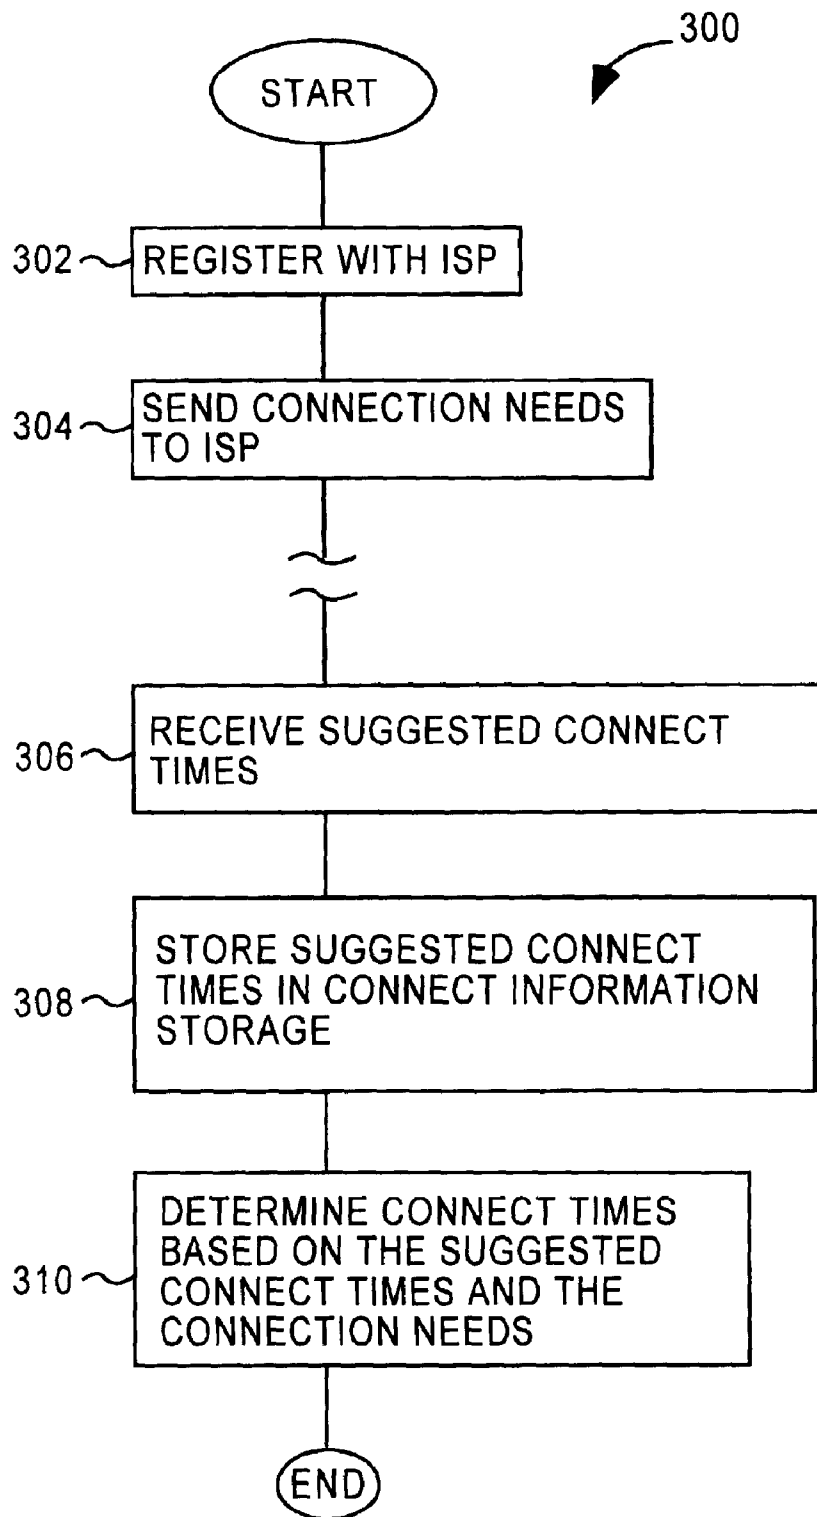 300
START
302
REGISTER WITH ISP
304
SEND CONNECTION NEEDS
TO ISP
306
RECEIVE SUGGESTED CONNECT
TIMES
308
STORE SUGGESTED CONNECT
TIMES IN CONNECT INFORMATION
STORAGE
310
DETERMINE CONNECT TIMES
BASED ON THE SUGGESTED
CONNECT TIMES AND THE
CONNECTION NEEDS
END